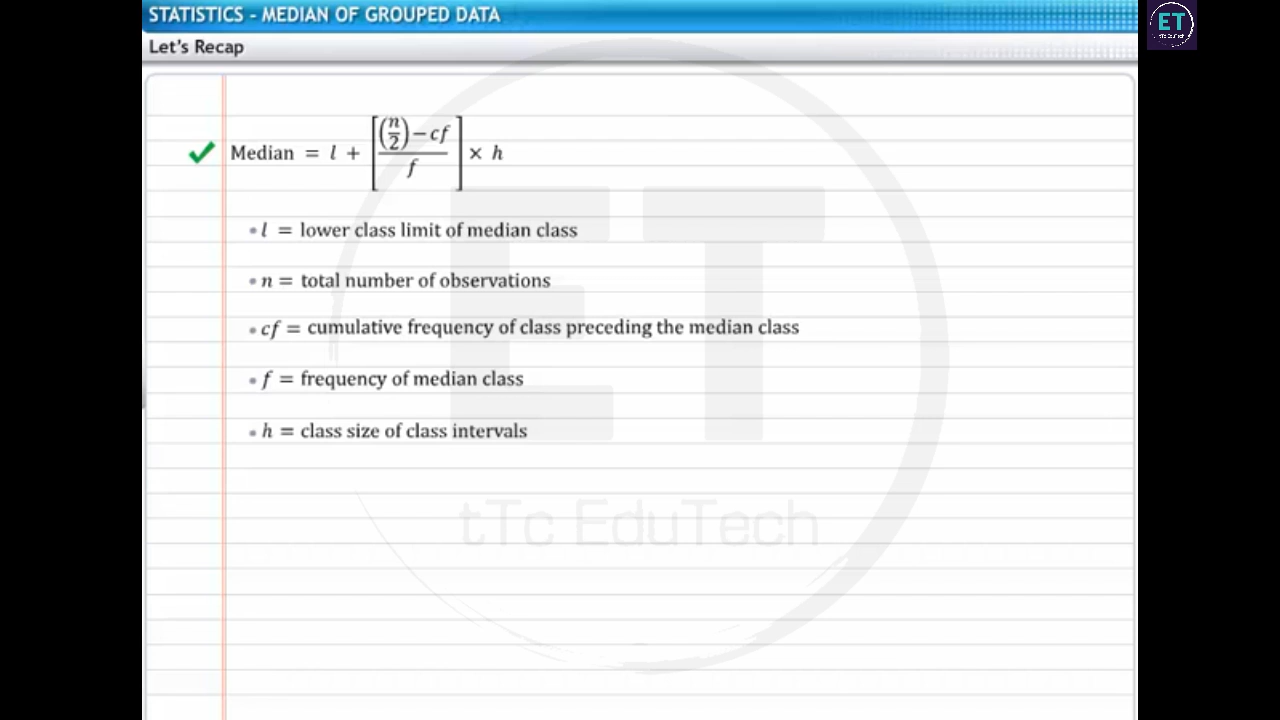 STATISTICS - MEDIAN OF GROUPED DATA
ET
Let's Recap
Median = l + [((n/2) − cf)/f] × h
• l = lower class limit of median class
• n = total number of observations
• cf = cumulative frequency of class preceding the median class
• f = frequency of median class
• h = class size of class intervals
ET
tTc EduTech